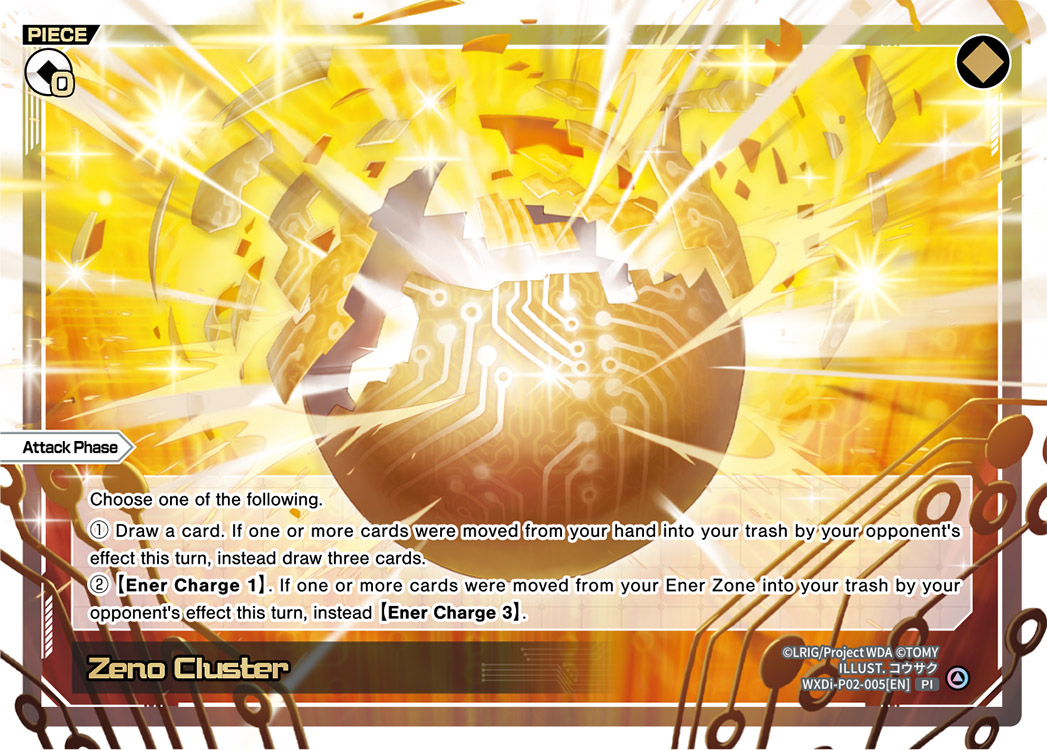 PIECE
0
Attack Phase
Choose one of the following.
① Draw a card. If one or more cards were moved from your hand into your trash by your opponent's
effect this turn, instead draw three cards.
② 【Ener Charge 1】. If one or more cards were moved from your Ener Zone into your trash by your
opponent's effect this turn, instead 【Ener Charge 3】.
Zeno Cluster
©LRIG/Project WDA ©TOMY
ILLUST. コウサク
WXDi-P02-005[EN] PI